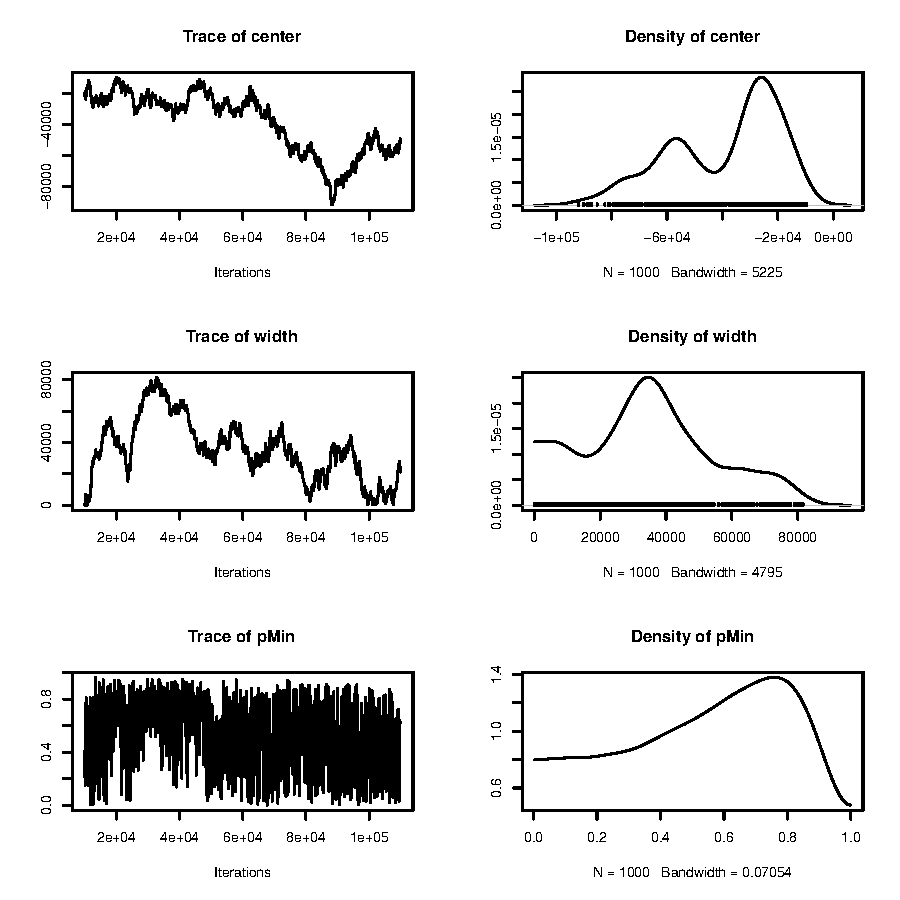 Trace of center
−80000
−40000
2e+04 4e+04 6e+04 8e+04 1e+05
Iterations
Density of center
0.0e+00
1.5e−05
−1e+05 −6e+04 −2e+04 0e+00
N = 1000 Bandwidth = 5225
Trace of width
0
40000
80000
2e+04 4e+04 6e+04 8e+04 1e+05
Iterations
Density of width
0.0e+00
1.5e−05
0 20000 40000 60000 80000
N = 1000 Bandwidth = 4795
Trace of pMin
0.0
0.4
0.8
2e+04 4e+04 6e+04 8e+04 1e+05
Iterations
Density of pMin
0.6
1.0
1.4
0.0 0.2 0.4 0.6 0.8 1.0
N = 1000 Bandwidth = 0.07054